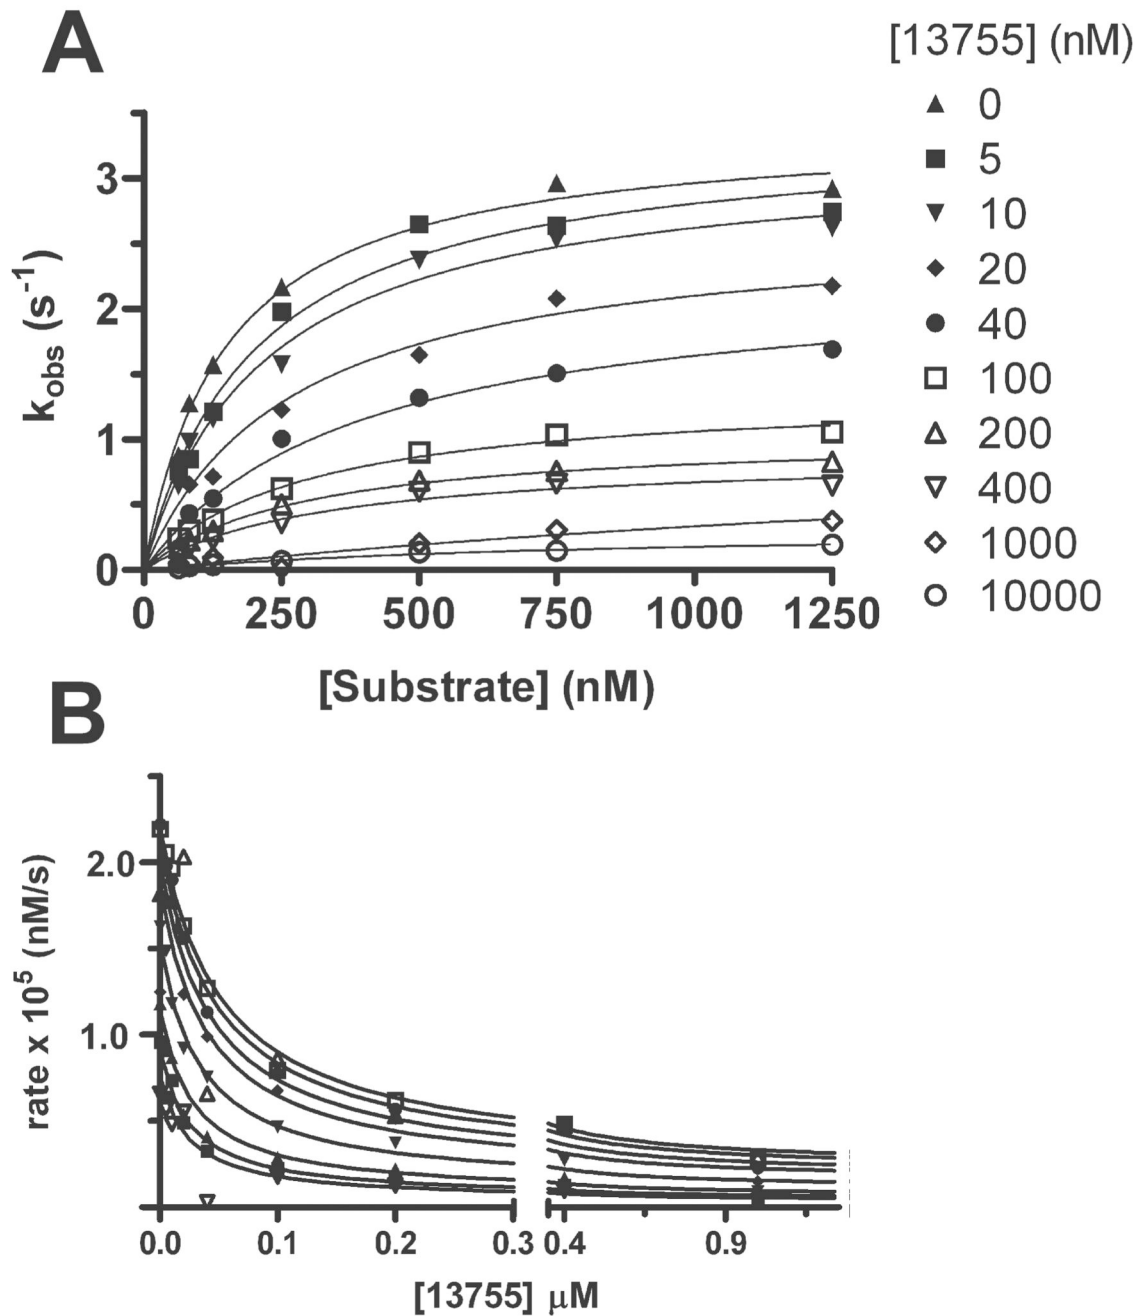 A
[13755] (nM)
0
5
10
20
40
100
200
400
1000
10000
3
2
1
0
k_obs (s⁻¹)
0 250 500 750 1000 1250
[Substrate] (nM)
B
2.0
1.0
rate x 10⁵ (nM/s)
0.0 0.1 0.2 0.3 0.4 0.9
[13755] µM